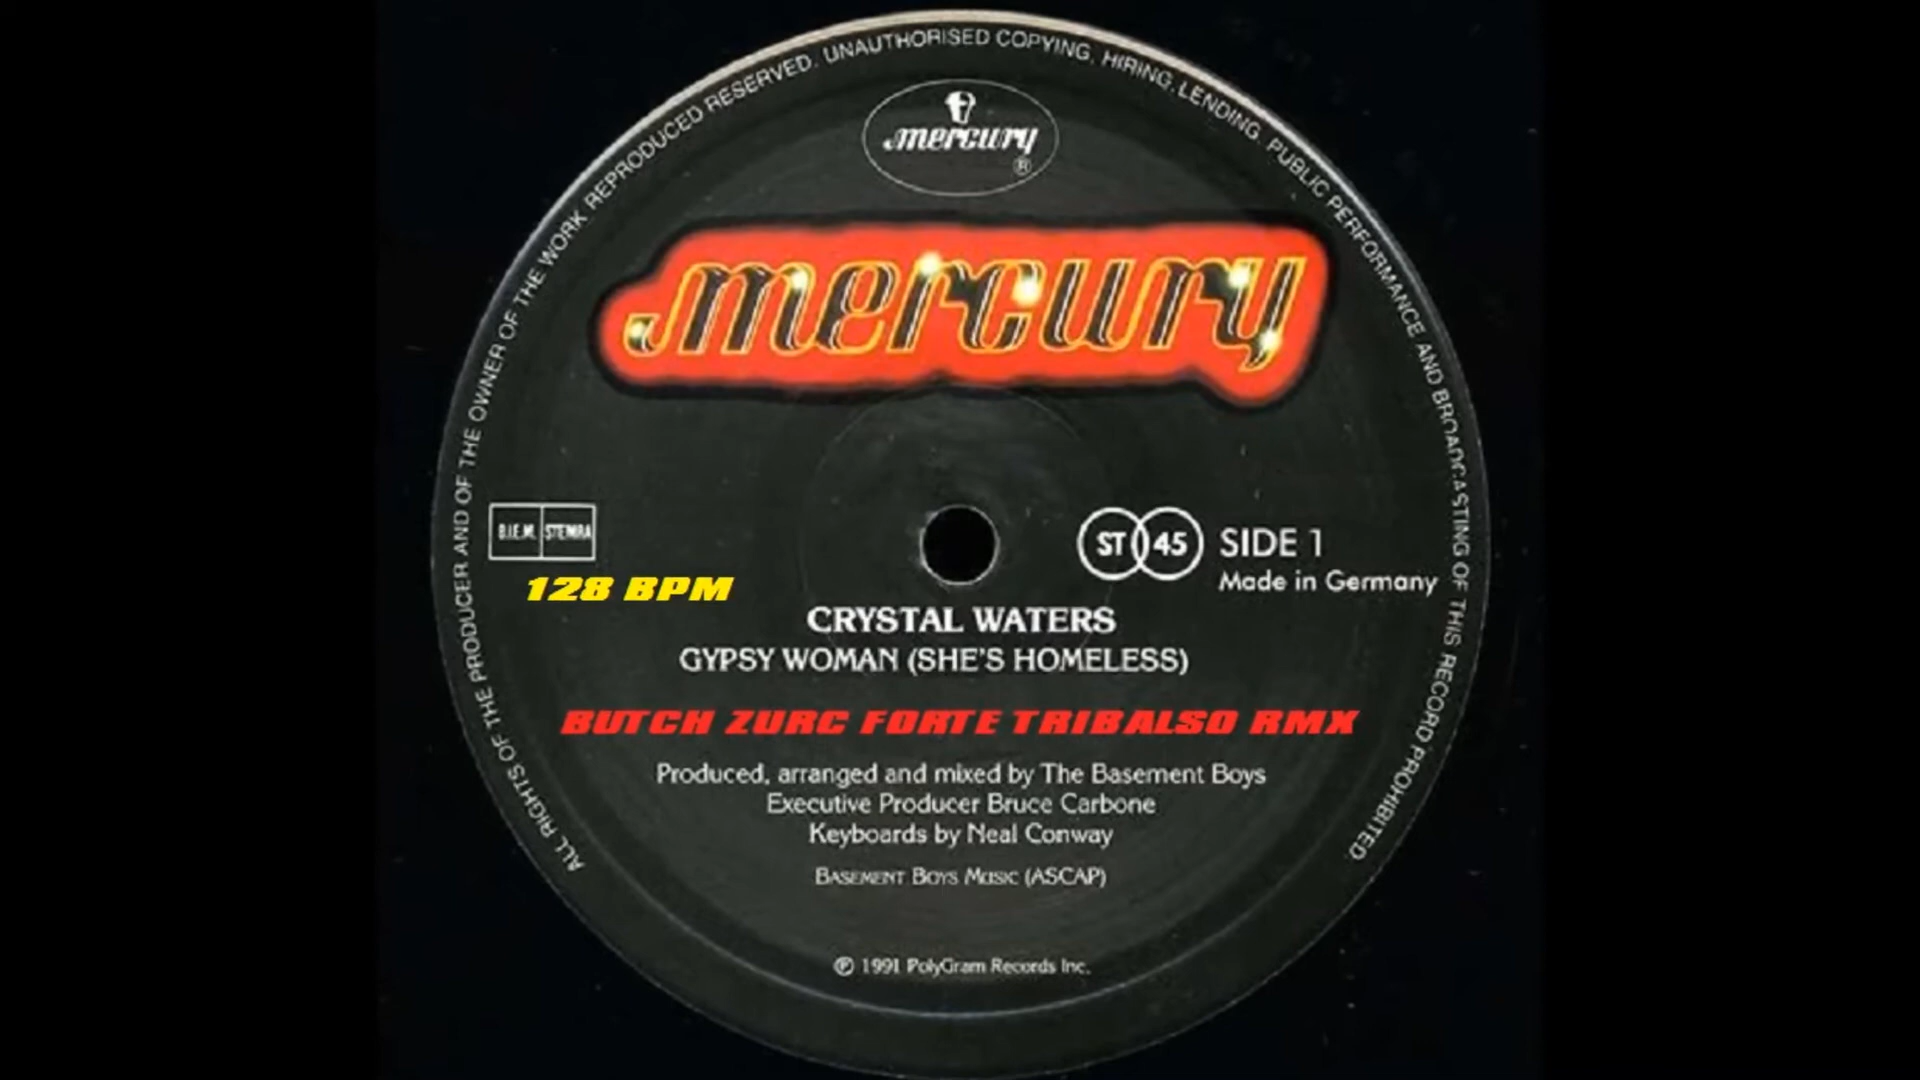 ALL RIGHTS OF THE PRODUCER AND OF THE OWNER OF THE WORK REPRODUCED RESERVED. UNAUTHORISED COPYING, HIRING, LENDING, PUBLIC PERFORMANCE AND BROADCASTING OF THIS RECORD PROHIBITED.
mercury
®
mercury
B.I.E.M. STEMRA
ST 45 SIDE 1
Made in Germany
128 BPM
CRYSTAL WATERS
GYPSY WOMAN (SHE'S HOMELESS)
BUTCH ZURC FORTE TRIBALSO RMX
Produced, arranged and mixed by The Basement Boys
Executive Producer Bruce Carbone
Keyboards by Neal Conway
BASEMENT BOYS MUSIC (ASCAP)
℗ 1991 PolyGram Records Inc.